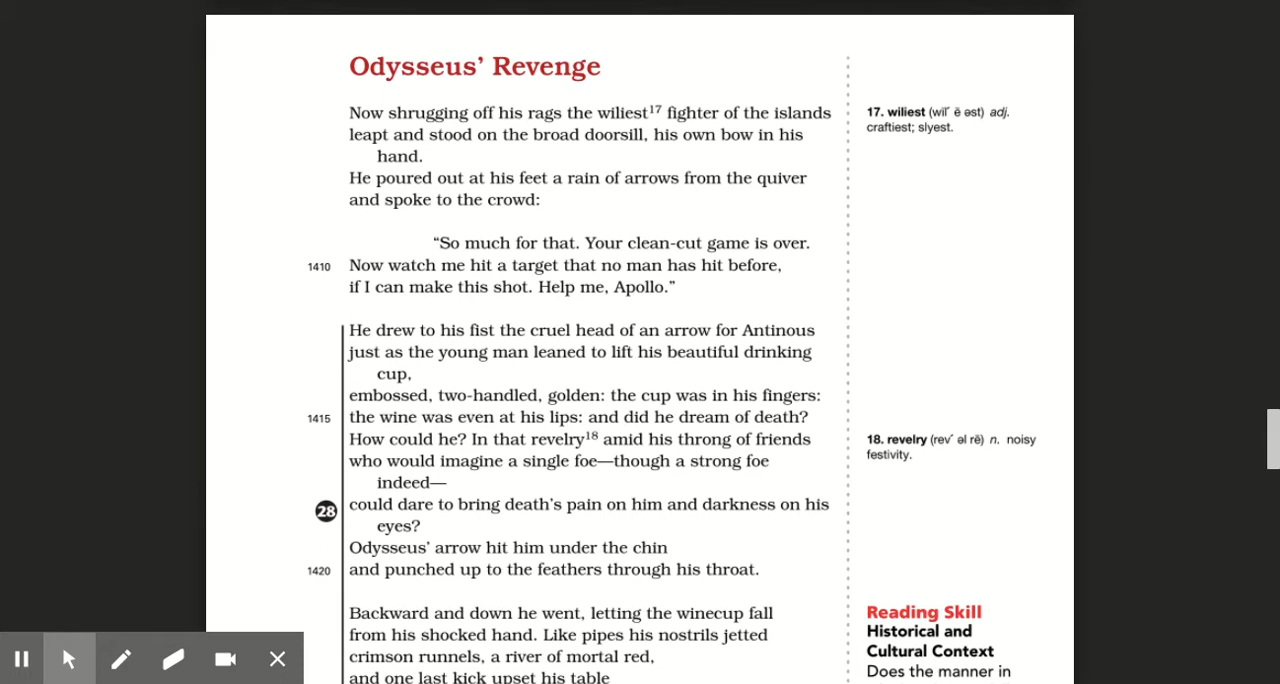 Odysseus’ Revenge
Now shrugging off his rags the wiliest17 fighter of the islands
leapt and stood on the broad doorsill, his own bow in his
hand.
He poured out at his feet a rain of arrows from the quiver
and spoke to the crowd:
“So much for that. Your clean-cut game is over.
1410 Now watch me hit a target that no man has hit before,
if I can make this shot. Help me, Apollo.”
He drew to his fist the cruel head of an arrow for Antinous
just as the young man leaned to lift his beautiful drinking
cup,
embossed, two-handled, golden: the cup was in his fingers:
1415 the wine was even at his lips: and did he dream of death?
How could he? In that revelry18 amid his throng of friends
who would imagine a single foe—though a strong foe
indeed—
28 could dare to bring death’s pain on him and darkness on his
eyes?
Odysseus’ arrow hit him under the chin
1420 and punched up to the feathers through his throat.
Backward and down he went, letting the winecup fall
from his shocked hand. Like pipes his nostrils jetted
crimson runnels, a river of mortal red,
and one last kick upset his table
17. wiliest (wil´ ē əst) adj.
craftiest; slyest.
18. revelry (rev´ əl rē) n. noisy
festivity.
Reading Skill
Historical and
Cultural Context
Does the manner in